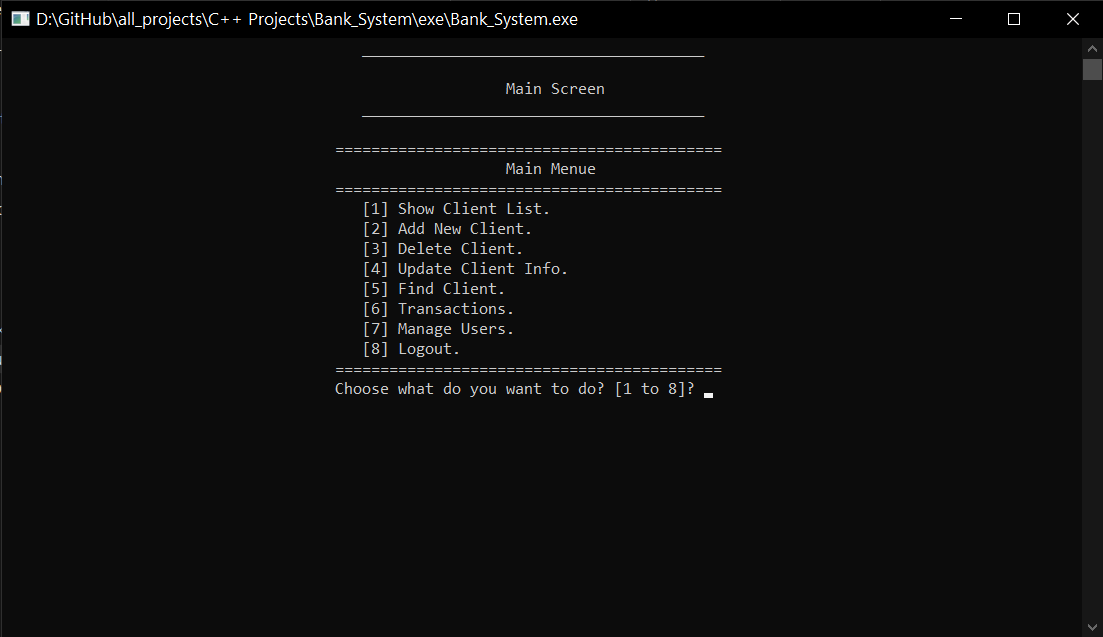 D:\GitHub\all_projects\C++ Projects\Bank_System\exe\Bank_System.exe
Main Screen
===========================================
Main Menue
===========================================
[1] Show Client List.
[2] Add New Client.
[3] Delete Client.
[4] Update Client Info.
[5] Find Client.
[6] Transactions.
[7] Manage Users.
[8] Logout.
===========================================
Choose what do you want to do? [1 to 8]?